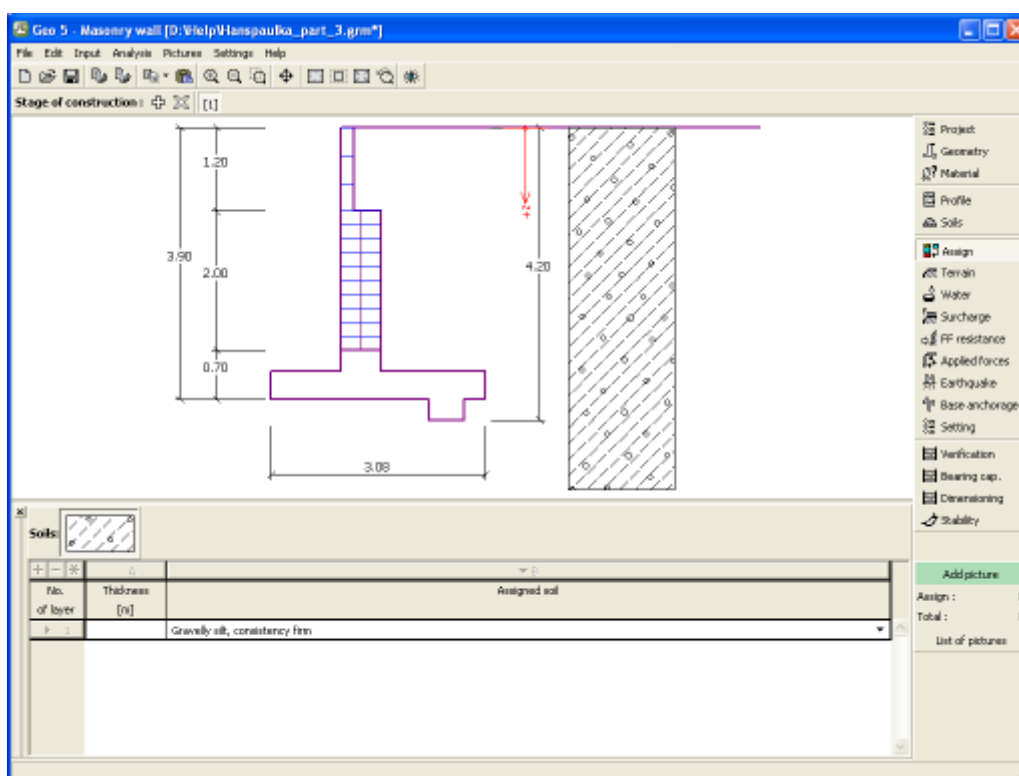 Geo 5 - Masonry wall [D:\Help\Hanspaulka_part_3.grm*]
File Edit Input Analysis Pictures Settings Help
Stage of construction : [1]
1.20
3.90
2.00
0.70
3.08
+z
4.20
Project
Geometry
Material
Profile
Soils
Assign
Terrain
Water
Surcharge
FF resistance
Applied forces
Earthquake
Base anchorage
Setting
Verification
Bearing cap.
Dimensioning
Stability
Soils:
No. of layer
Thickness [m]
Assigned soil
1
Gravelly silt, consistency firm
Add picture
Assign :
Total :
List of pictures